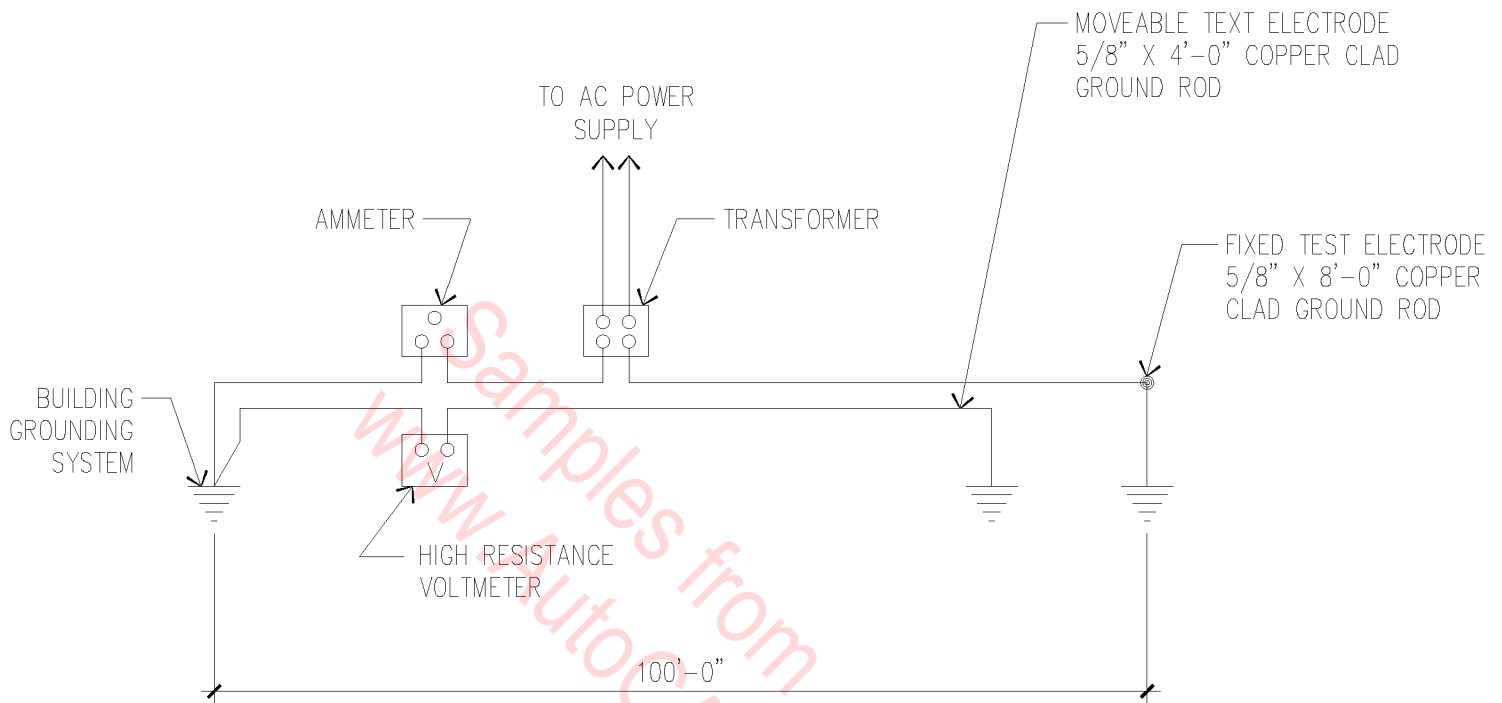 MOVEABLE TEXT ELECTRODE
5/8" X 4'-0" COPPER CLAD
GROUND ROD
TO AC POWER
SUPPLY
AMMETER
TRANSFORMER
FIXED TEST ELECTRODE
5/8" X 8'-0" COPPER
CLAD GROUND ROD
BUILDING
GROUNDING
SYSTEM
V
HIGH RESISTANCE
VOLTMETER
100'-0"
Samples from